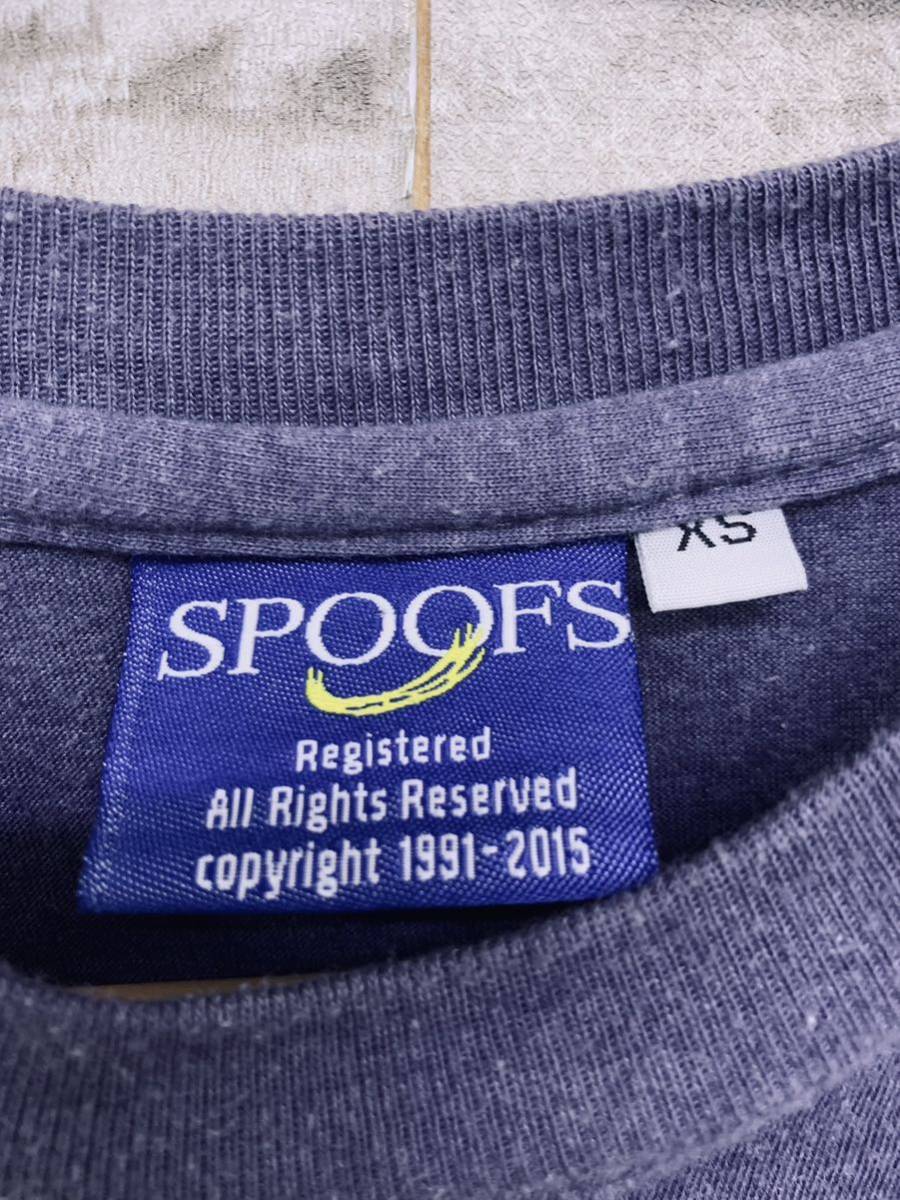 XS
SPOOFS
Registered
All Rights Reserved
copyright 1991-2015